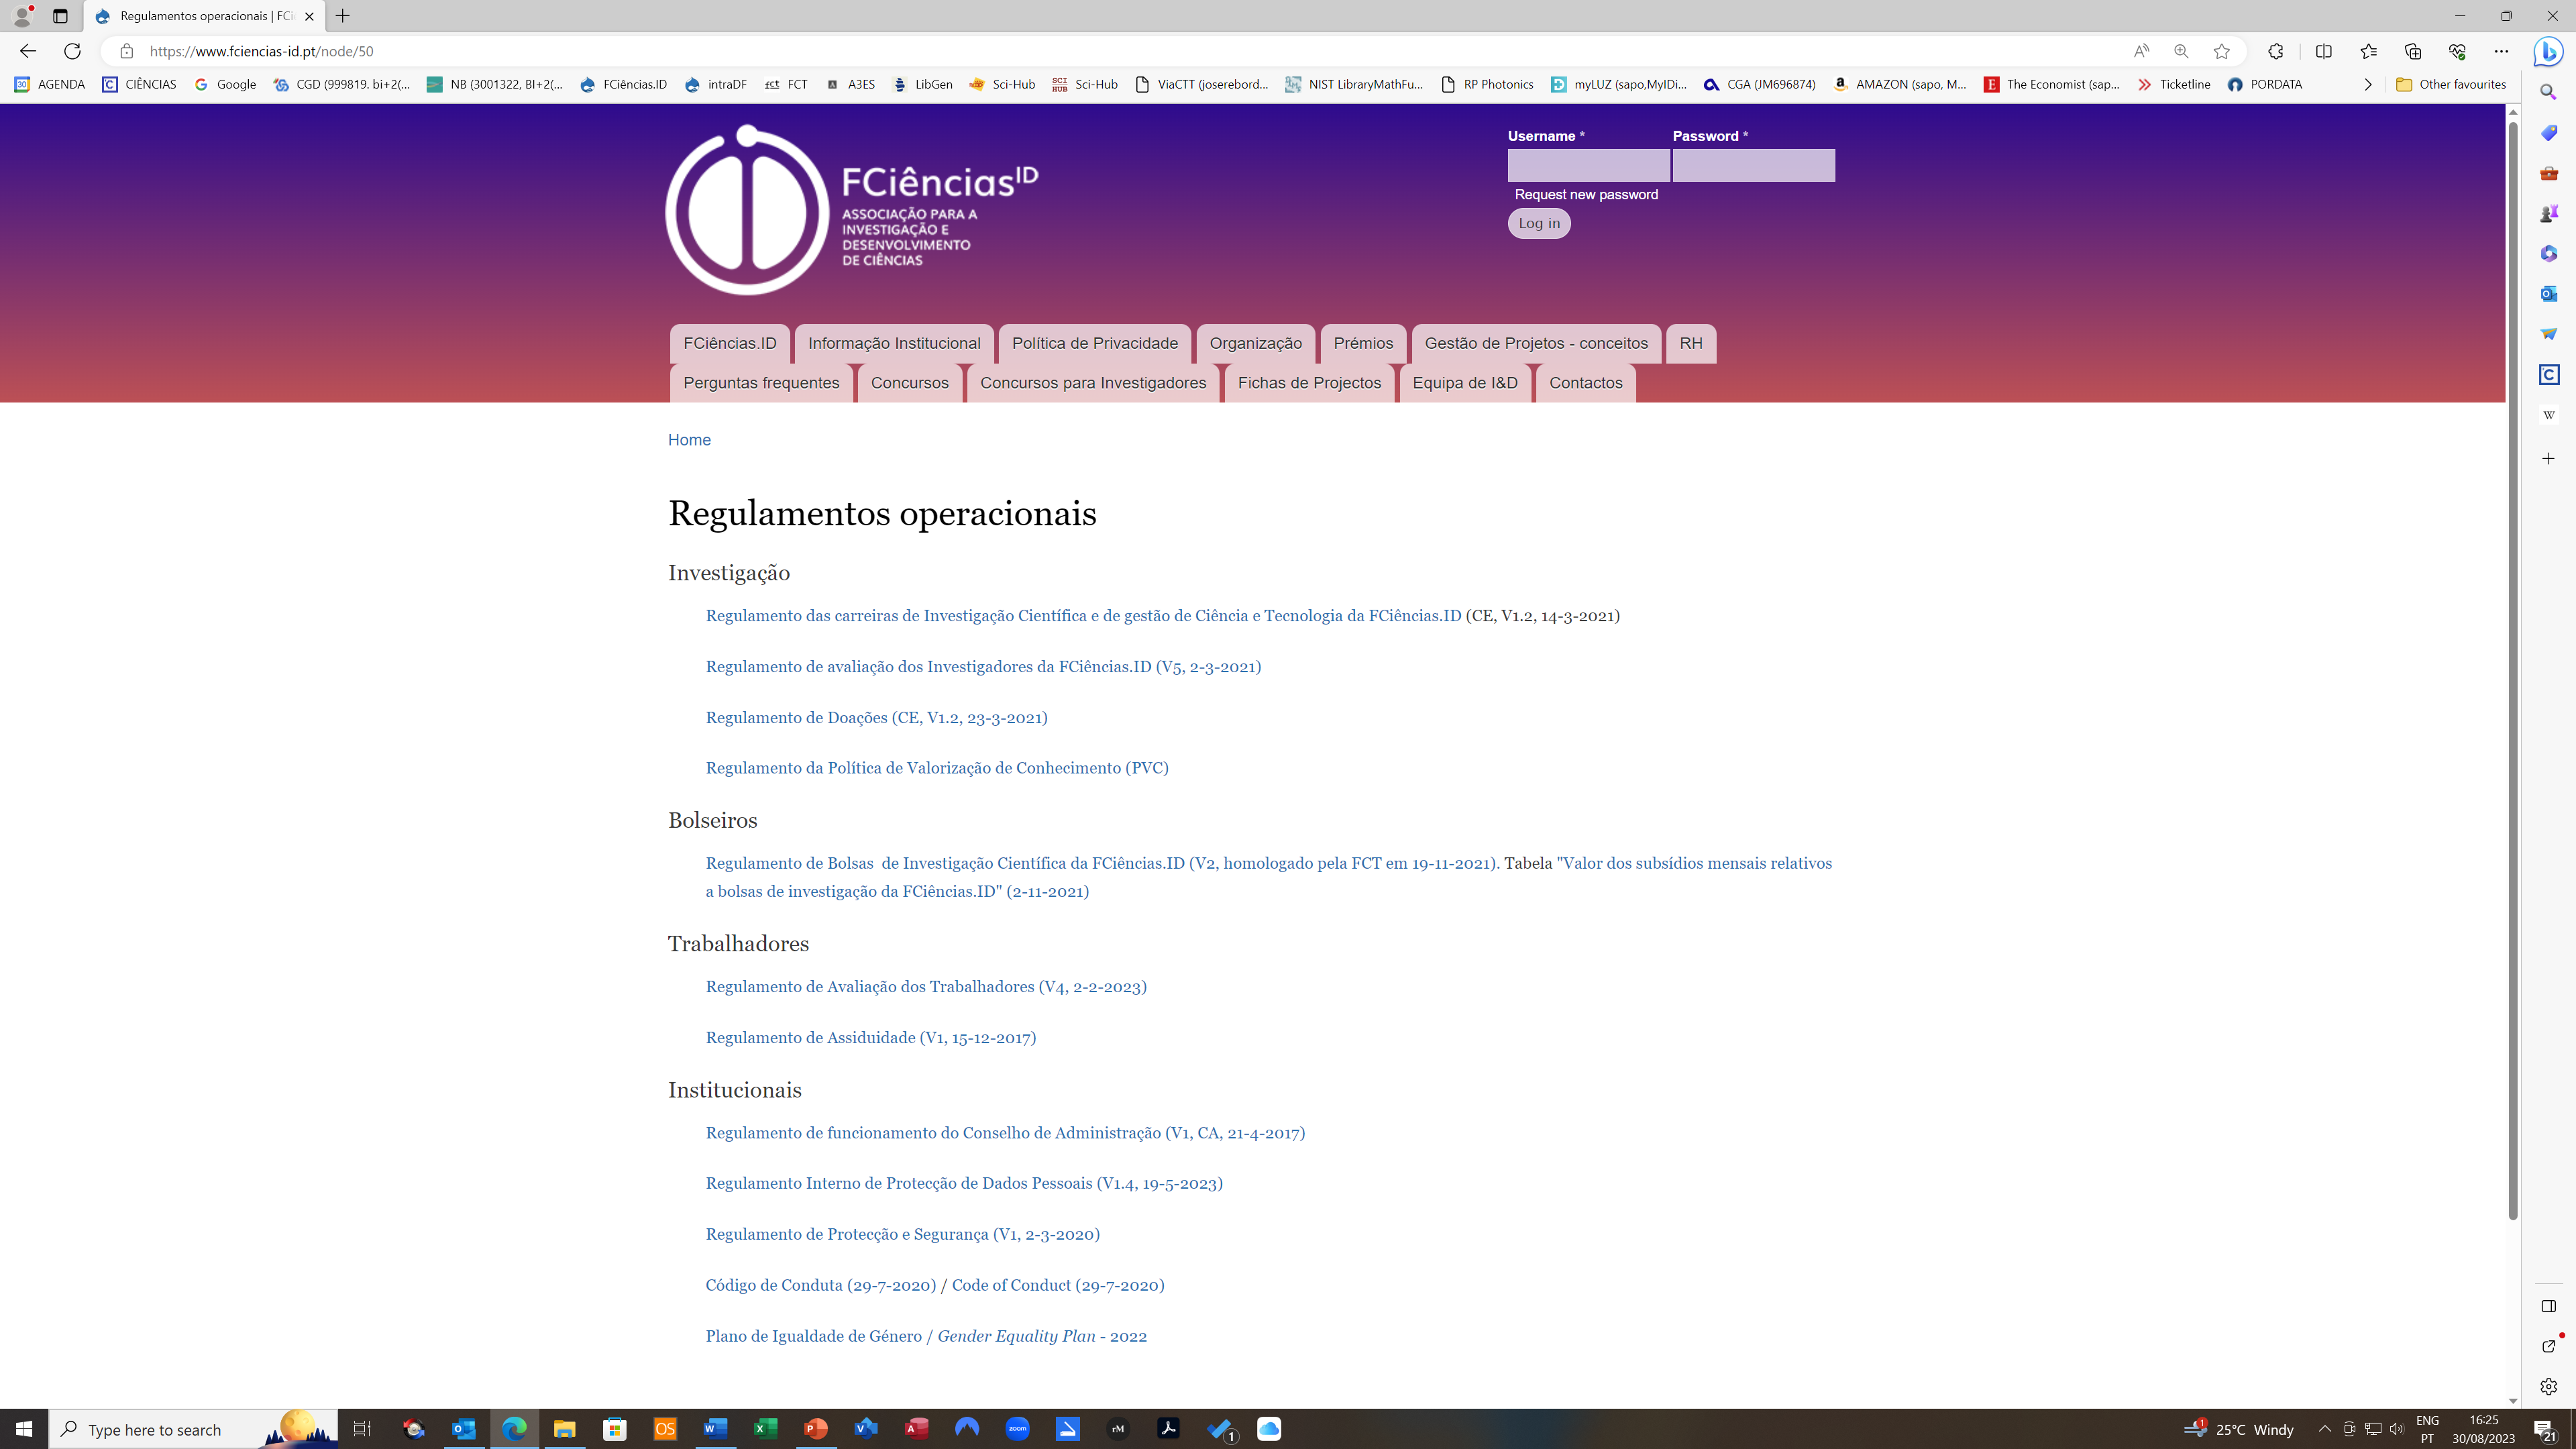 Regulamentos operacionais | FCi
https://www.fciencias-id.pt/node/50
AGENDA CIÊNCIAS Google CGD (999819. bi+2(... NB (3001322, BI+2(... FCiências.ID intraDF FCT A3ES LibGen Sci-Hub Sci-Hub ViaCTT (joserebord... NIST LibraryMathFu... RP Photonics myLUZ (sapo,MyIDi... CGA (JM696874) AMAZON (sapo, M... The Economist (sap... Ticketline PORDATA Other favourites
FCiênciasID
ASSOCIAÇÃO PARA A
INVESTIGAÇÃO E
DESENVOLVIMENTO
DE CIÊNCIAS
Username * Password *
Request new password
Log in
FCiências.ID Informação Institucional Política de Privacidade Organização Prémios Gestão de Projetos - conceitos RH
Perguntas frequentes Concursos Concursos para Investigadores Fichas de Projectos Equipa de I&D Contactos
Home
Regulamentos operacionais
Investigação
Regulamento das carreiras de Investigação Científica e de gestão de Ciência e Tecnologia da FCiências.ID (CE, V1.2, 14-3-2021)
Regulamento de avaliação dos Investigadores da FCiências.ID (V5, 2-3-2021)
Regulamento de Doações (CE, V1.2, 23-3-2021)
Regulamento da Política de Valorização de Conhecimento (PVC)
Bolseiros
Regulamento de Bolsas  de Investigação Científica da FCiências.ID (V2, homologado pela FCT em 19-11-2021). Tabela "Valor dos subsídios mensais relativos
a bolsas de investigação da FCiências.ID" (2-11-2021)
Trabalhadores
Regulamento de Avaliação dos Trabalhadores (V4, 2-2-2023)
Regulamento de Assiduidade (V1, 15-12-2017)
Institucionais
Regulamento de funcionamento do Conselho de Administração (V1, CA, 21-4-2017)
Regulamento Interno de Protecção de Dados Pessoais (V1.4, 19-5-2023)
Regulamento de Protecção e Segurança (V1, 2-3-2020)
Código de Conduta (29-7-2020) / Code of Conduct (29-7-2020)
Plano de Igualdade de Género / Gender Equality Plan - 2022
Type here to search
25°C Windy
ENG
PT
16:25
30/08/2023
21